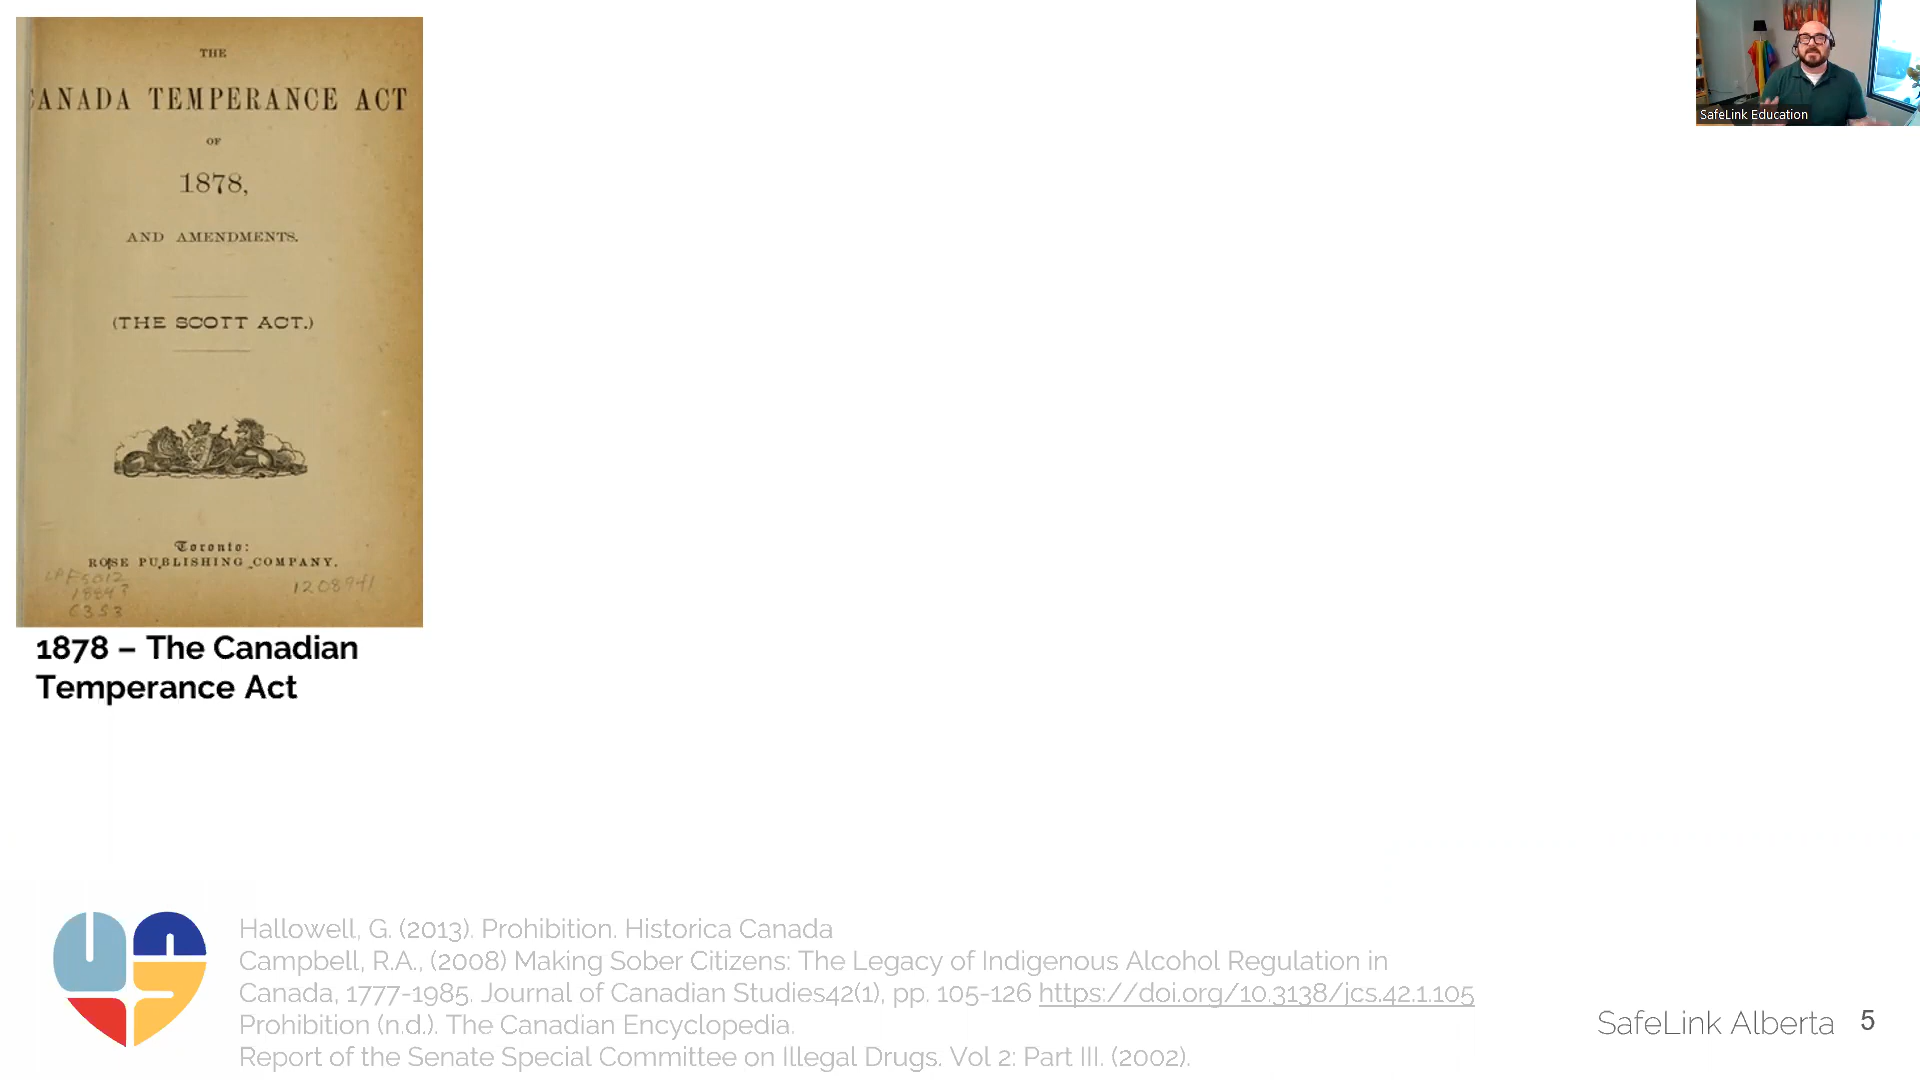 THE
CANADA TEMPERANCE ACT
OF
1878,
AND AMENDMENTS.
(THE SCOTT ACT.)
Toronto:
ROSE PUBLISHING COMPANY.
1208941
6353
1878 – The Canadian
Temperance Act
SafeLink Education
Hallowell, G. (2013). Prohibition. Historica Canada
Campbell, R.A., (2008) Making Sober Citizens: The Legacy of Indigenous Alcohol Regulation in
Canada, 1777-1985. Journal of Canadian Studies42(1), pp. 105-126 https://doi.org/10.3138/jcs.42.1.105
Prohibition (n.d.). The Canadian Encyclopedia.
Report of the Senate Special Committee on Illegal Drugs. Vol 2: Part III. (2002).
SafeLink Alberta 5